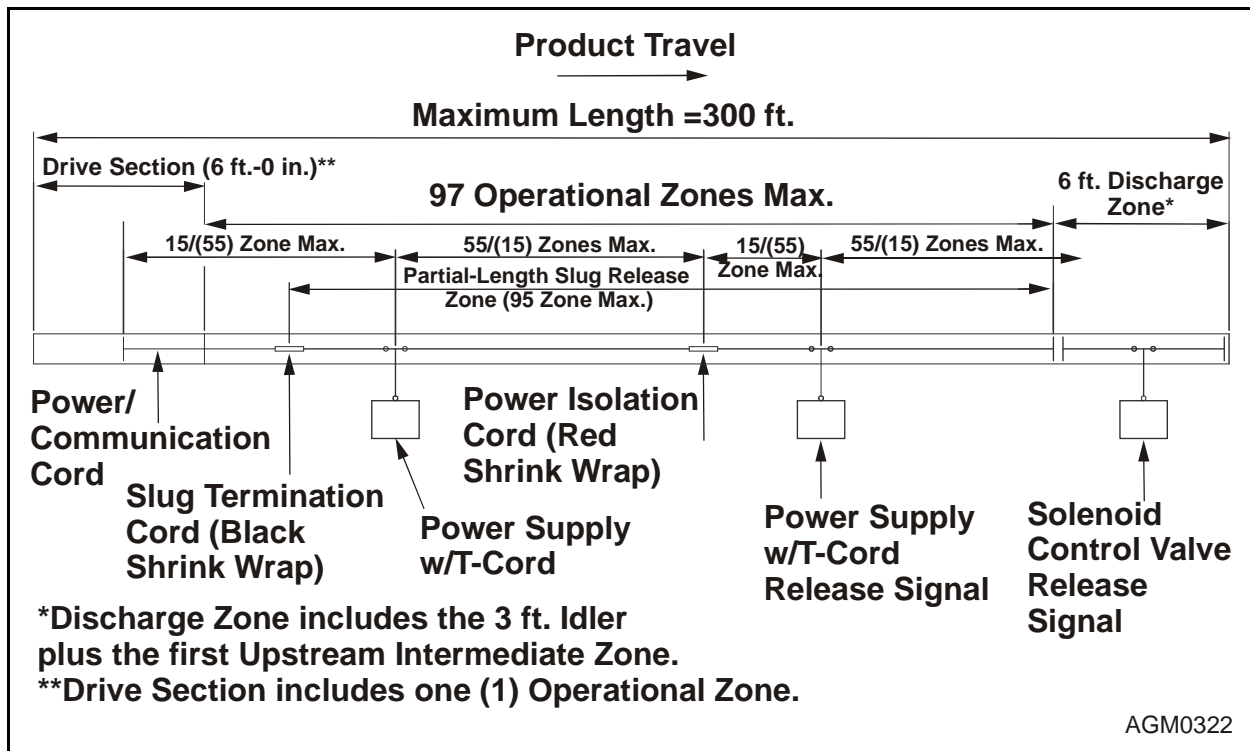 Product Travel
Maximum Length =300 ft.
Drive Section (6 ft.-0 in.)**
97 Operational Zones Max.
6 ft. Discharge
Zone*
15/(55) Zone Max.
55/(15) Zones Max.
15/(55)
Zone Max.
55/(15) Zones Max.
Partial-Length Slug Release
Zone (95 Zone Max.)
Power/
Communication
Cord
Slug Termination
Cord (Black
Shrink Wrap)
Power Supply
w/T-Cord
Power Isolation
Cord (Red
Shrink Wrap)
Power Supply
w/T-Cord
Release Signal
Solenoid
Control Valve
Release
Signal
*Discharge Zone includes the 3 ft. Idler
plus the first Upstream Intermediate Zone.
**Drive Section includes one (1) Operational Zone.
AGM0322